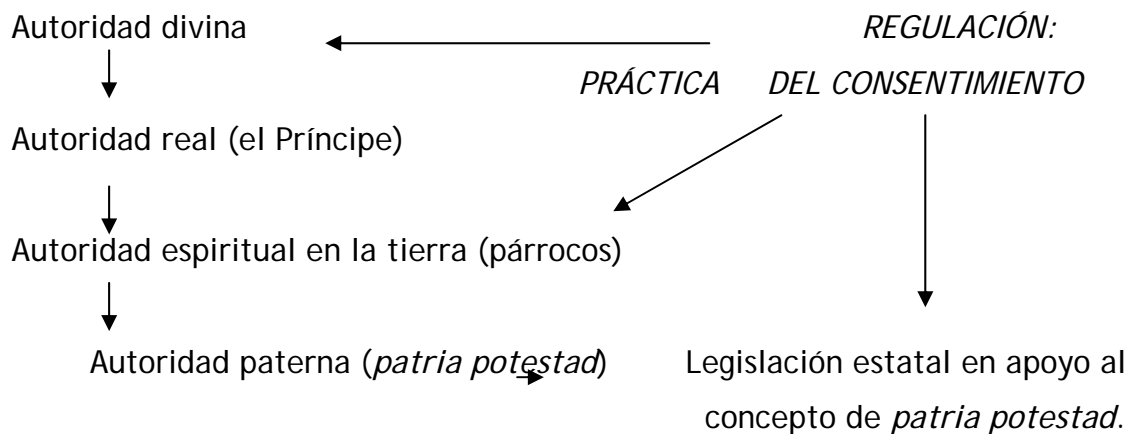 Autoridad divina REGULACIÓN:
PRÁCTICA DEL CONSENTIMIENTO
Autoridad real (el Príncipe)
Autoridad espiritual en la tierra (párrocos)
Autoridad paterna (patria potestad) Legislación estatal en apoyo al
concepto de patria potestad.